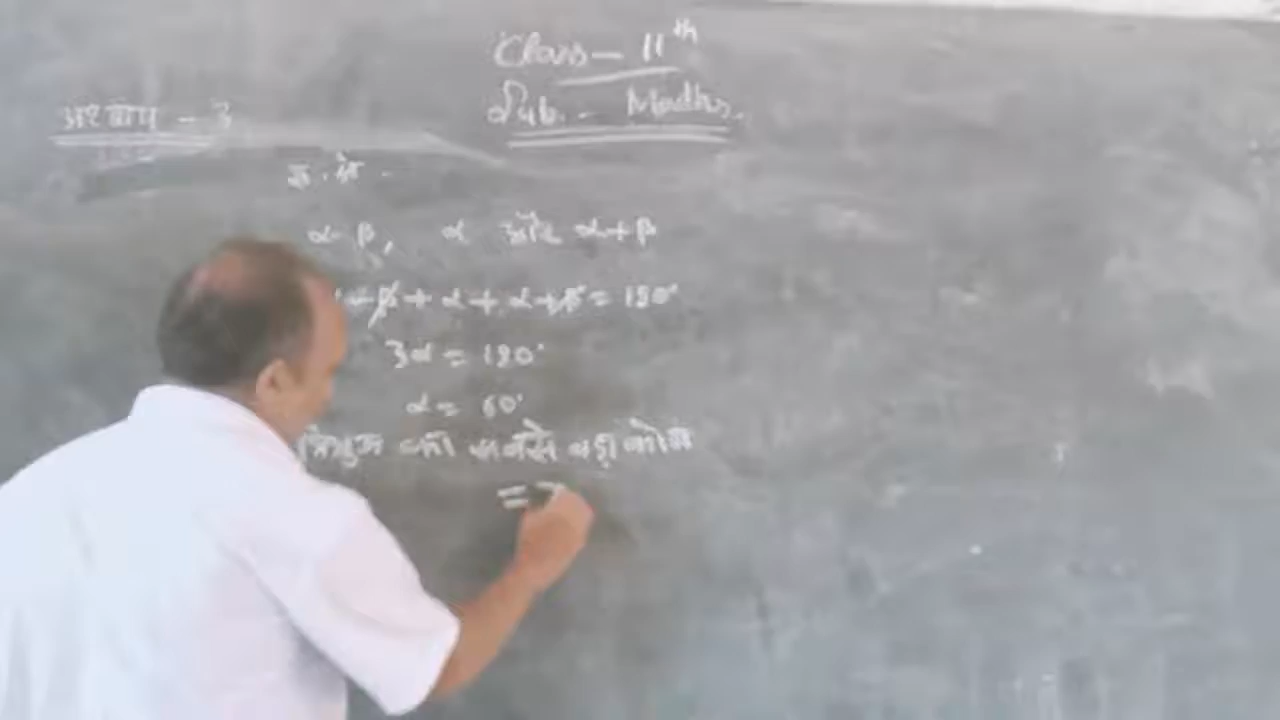 Class - 11th
Sub. - Maths.
अध्याय - 3
स. श्रे.
α - β, α और α + β
- β + α + α + β = 180°
3α = 180°
α = 60°
त्रिभुज का सबसे बड़ा कोण
=